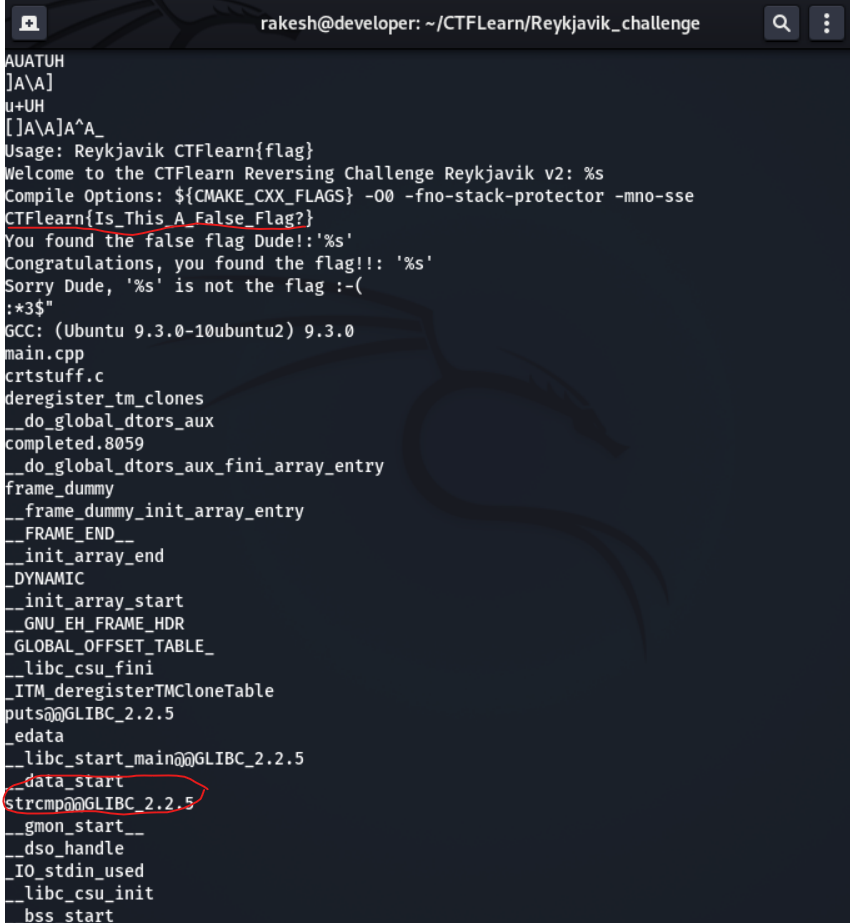 rakesh@developer: ~/CTFLearn/Reykjavik_challenge
AUATUH
]A\A]
u+UH
[]A\A]A^A_
Usage: Reykjavik CTFlearn{flag}
Welcome to the CTFlearn Reversing Challenge Reykjavik v2: %s
Compile Options: ${CMAKE_CXX_FLAGS} -O0 -fno-stack-protector -mno-sse
CTFlearn{Is_This_A_False_Flag?}
You found the false flag Dude!:'%s'
Congratulations, you found the flag!!: '%s'
Sorry Dude, '%s' is not the flag :-(
:*3$"
GCC: (Ubuntu 9.3.0-10ubuntu2) 9.3.0
main.cpp
crtstuff.c
deregister_tm_clones
__do_global_dtors_aux
completed.8059
__do_global_dtors_aux_fini_array_entry
frame_dummy
__frame_dummy_init_array_entry
__FRAME_END__
__init_array_end
_DYNAMIC
__init_array_start
__GNU_EH_FRAME_HDR
_GLOBAL_OFFSET_TABLE_
__libc_csu_fini
_ITM_deregisterTMCloneTable
puts@@GLIBC_2.2.5
_edata
__libc_start_main@@GLIBC_2.2.5
__data_start
strcmp@@GLIBC_2.2.5
__gmon_start__
__dso_handle
_IO_stdin_used
__libc_csu_init
__bss_start